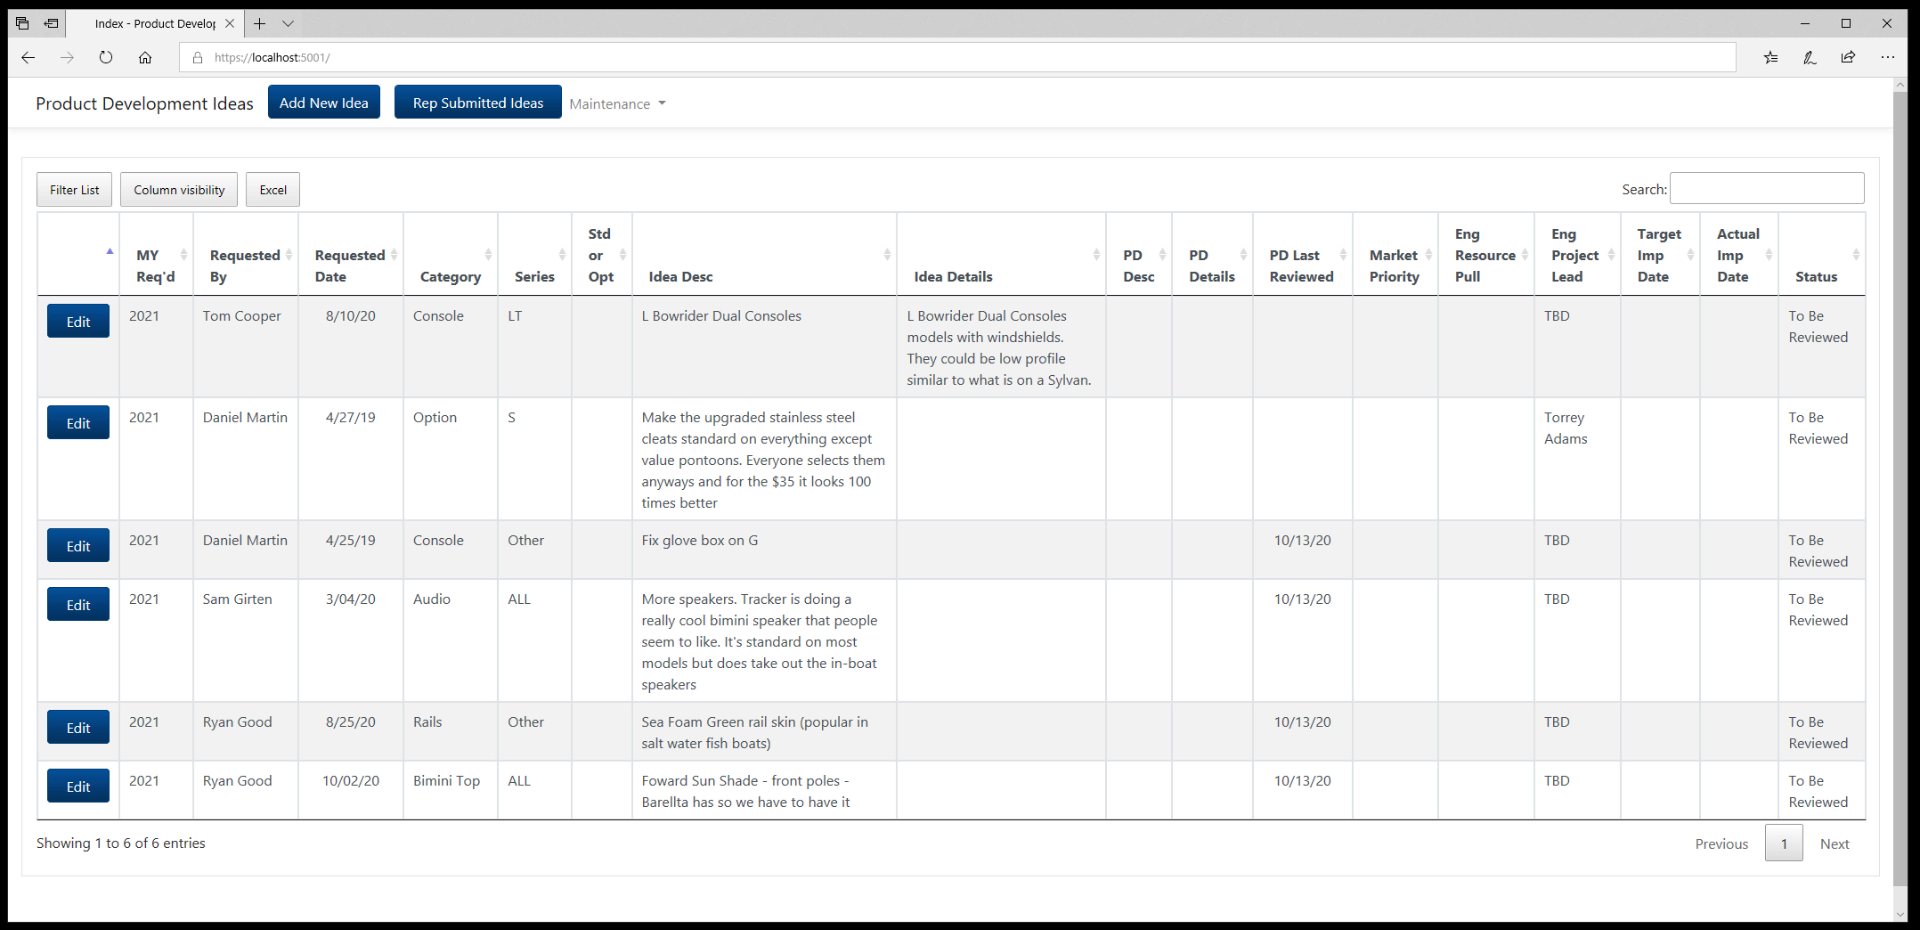 Index - Product Develop
https://localhost:5001/
Product Development Ideas
Add New Idea
Rep Submitted Ideas
Maintenance
Filter List
Column visibility
Excel
Search:
MY
Req'd
Requested
By
Requested
Date
Category
Series
Std
or
Opt
Idea Desc
Idea Details
PD
Desc
PD
Details
PD Last
Reviewed
Market
Priority
Eng
Resource
Pull
Eng
Project
Lead
Target
Imp
Date
Actual
Imp
Date
Status
Edit
2021
Tom Cooper
8/10/20
Console
LT
L Bowrider Dual Consoles
L Bowrider Dual Consoles
models with windshields.
They could be low profile
similar to what is on a Sylvan.
TBD
To Be
Reviewed
Edit
2021
Daniel Martin
4/27/19
Option
S
Make the upgraded stainless steel
cleats standard on everything except
value pontoons. Everyone selects them
anyways and for the $35 it looks 100
times better
Torrey
Adams
To Be
Reviewed
Edit
2021
Daniel Martin
4/25/19
Console
Other
Fix glove box on G
10/13/20
TBD
To Be
Reviewed
Edit
2021
Sam Girten
3/04/20
Audio
ALL
More speakers. Tracker is doing a
really cool bimini speaker that people
seem to like. It's standard on most
models but does take out the in-boat
speakers
10/13/20
TBD
To Be
Reviewed
Edit
2021
Ryan Good
8/25/20
Rails
Other
Sea Foam Green rail skin (popular in
salt water fish boats)
10/13/20
TBD
To Be
Reviewed
Edit
2021
Ryan Good
10/02/20
Bimini Top
ALL
Foward Sun Shade - front poles -
Barellta has so we have to have it
10/13/20
TBD
To Be
Reviewed
Showing 1 to 6 of 6 entries
Previous
1
Next